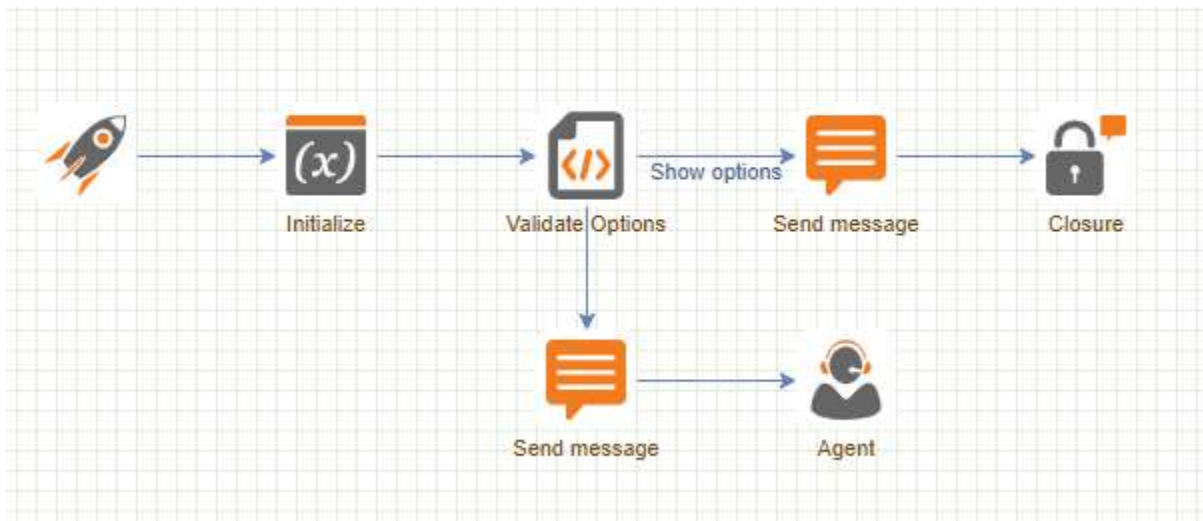 (x)
</>
Show options
Initialize
Validate Options
Send message
Closure
Send message
Agent